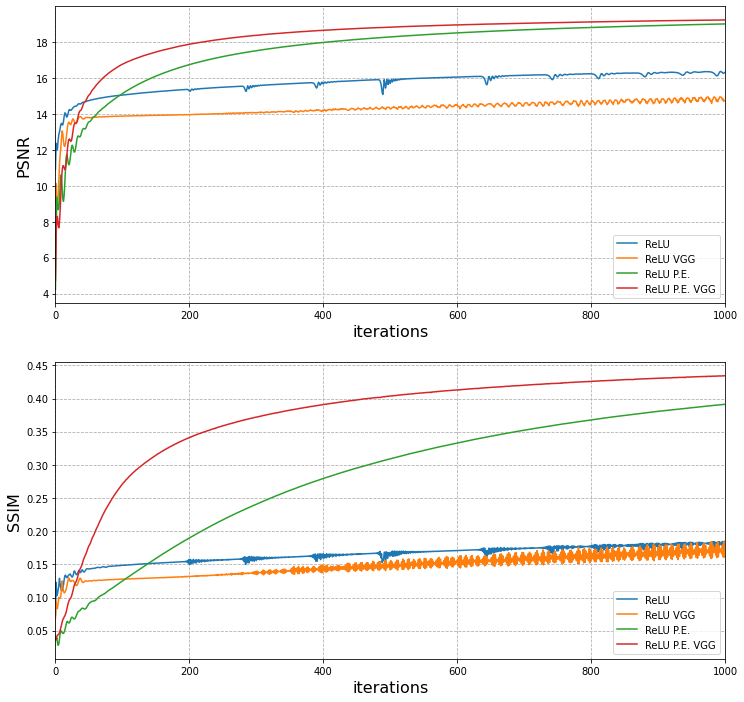 PSNR
18
16
14
12
10
8
6
4
0 200 400 600 800 1000
iterations
ReLU
ReLU VGG
ReLU P.E.
ReLU P.E. VGG
SSIM
0.45
0.40
0.35
0.30
0.25
0.20
0.15
0.10
0.05
0 200 400 600 800 1000
iterations
ReLU
ReLU VGG
ReLU P.E.
ReLU P.E. VGG